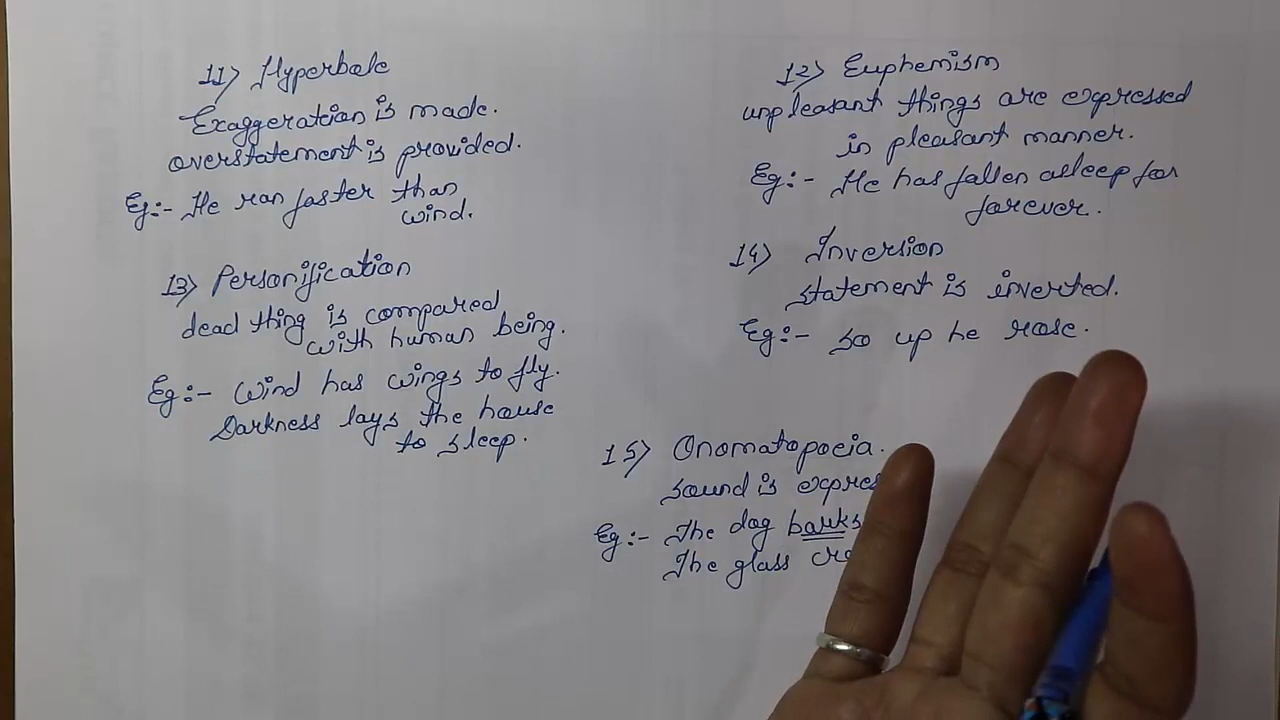 11) Hyperbole
Exaggeration is made.
overstatement is provided.
Eg:- He ran faster than
wind.
12) Euphemism
unpleasant things are expressed
in pleasant manner.
Eg:- He has fallen asleep for
forever.
13) Personification
dead thing is compared
with human being.
Eg:- Wind has wings to fly.
Darkness lays the house
to sleep.
14) Inversion
statement is inverted.
Eg:- so up he rose.
15) Onomatopoeia.
sound is
Eg:- The dog barks
The glass